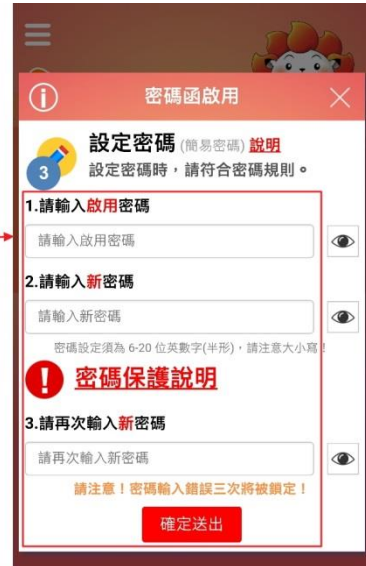 密碼函啟用
設定密碼 (簡易密碼) 說明
3
設定密碼時，請符合密碼規則。
1.請輸入啟用密碼
請輸入啟用密碼
2.請輸入新密碼
請輸入新密碼
密碼設定須為 6-20 位英數字(半形)，請注意大小寫！
密碼保護說明
3.請再次輸入新密碼
請再次輸入新密碼
請注意！密碼輸入錯誤三次將被鎖定！
確定送出